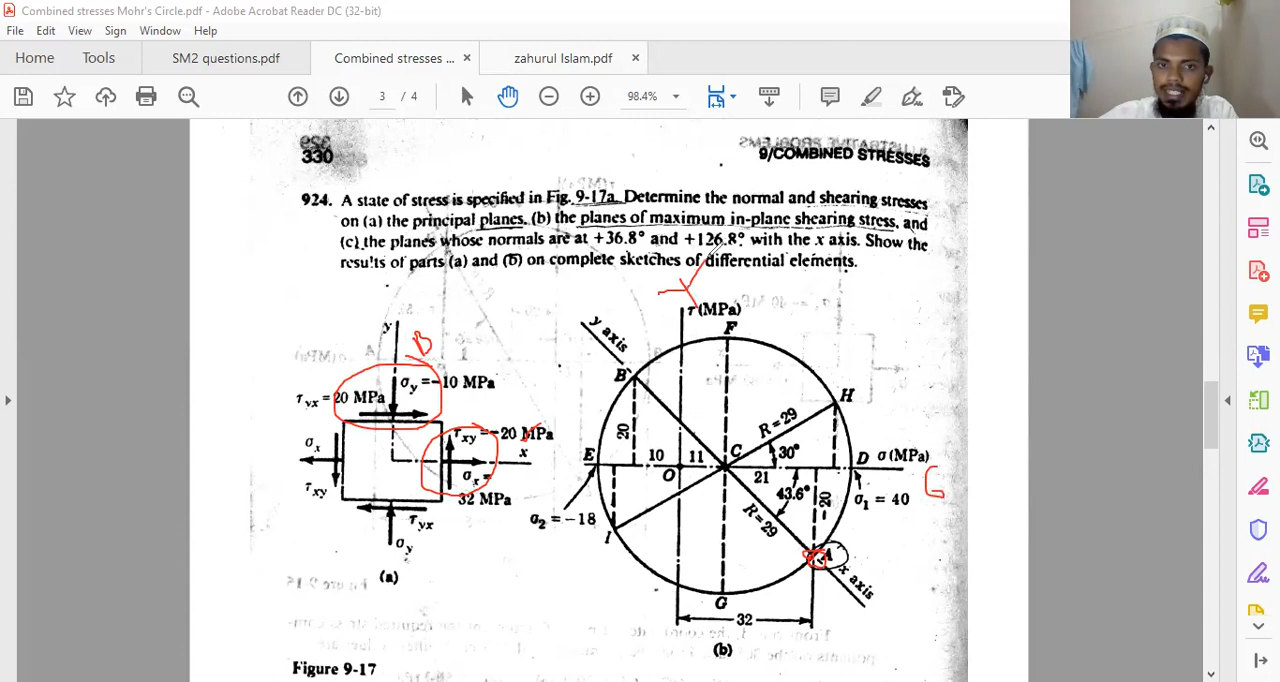 Combined stresses Mohr's Circle.pdf - Adobe Acrobat Reader DC (32-bit)
File Edit View Sign Window Help
Home Tools SM2 questions.pdf Combined stresses ... × zahurul Islam.pdf ×
3 / 4 98.4%
330
9/COMBINED STRESSES
924. A state of stress is specified in Fig. 9-17a. Determine the normal and shearing stresses
on (a) the principal planes, (b) the planes of maximum in-plane shearing stress, and
(c) the planes whose normals are at +36.8° and +126.8° with the x axis. Show the
results of parts (a) and (b) on complete sketches of differential elements.
y
B
σy = −10 MPa
τyx = 20 MPa
τxy = −20 MPa
x
σx
σx =
32 MPa
τxy
τyx
σy
(a)
τ (MPa)
y axis
F
B
H
20
R = 29
E
10
11
C
30°
D
σ (MPa)
O
21
43.6°
−20
σ1 = 40
σ2 = −18
R = 29
I
A
x axis
G
32
(b)
Figure 9-17